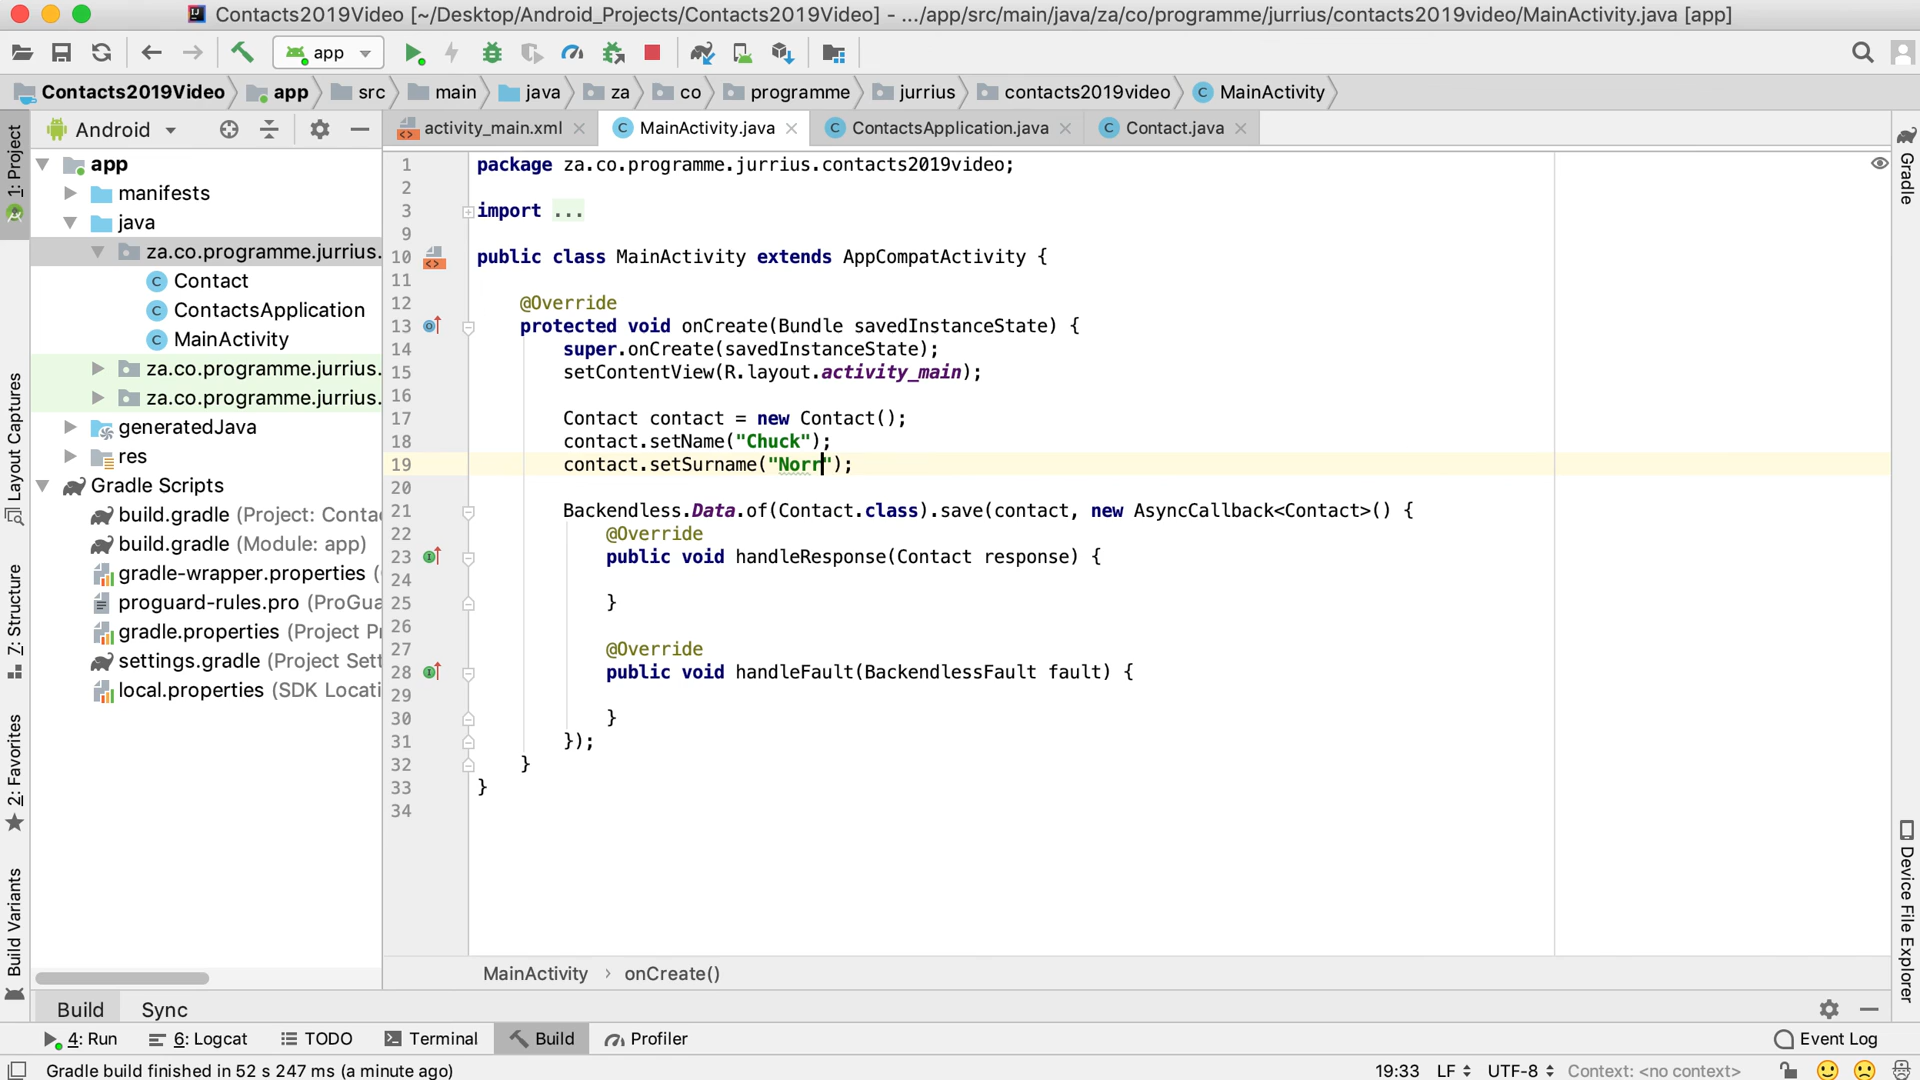 Contacts2019Video [~/Desktop/Android_Projects/Contacts2019Video] - .../app/src/main/java/za/co/programme/jurrius/contacts2019video/MainActivity.java [app]
app
Contacts2019Video app src main java za co programme jurrius contacts2019video MainActivity
Android
activity_main.xml MainActivity.java ContactsApplication.java Contact.java
1: Project
Layout Captures
7: Structure
2: Favorites
Build Variants
app
manifests
java
za.co.programme.jurrius.
Contact
ContactsApplication
MainActivity
za.co.programme.jurrius.
za.co.programme.jurrius.
generatedJava
res
Gradle Scripts
build.gradle (Project: Conta
build.gradle (Module: app)
gradle-wrapper.properties (
proguard-rules.pro (ProGua
gradle.properties (Project P
settings.gradle (Project Sett
local.properties (SDK Locati
1 package za.co.programme.jurrius.contacts2019video;
2
3 import ...
9
10 public class MainActivity extends AppCompatActivity {
11
12 @Override
13 protected void onCreate(Bundle savedInstanceState) {
14 super.onCreate(savedInstanceState);
15 setContentView(R.layout.activity_main);
16
17 Contact contact = new Contact();
18 contact.setName("Chuck");
19 contact.setSurname("Norr");
20
21 Backendless.Data.of(Contact.class).save(contact, new AsyncCallback<Contact>() {
22 @Override
23 public void handleResponse(Contact response) {
24
25 }
26
27 @Override
28 public void handleFault(BackendlessFault fault) {
29
30 }
31 });
32 }
33 }
34
Gradle
Device File Explorer
MainActivity › onCreate()
Build Sync
4: Run 6: Logcat TODO Terminal Build Profiler Event Log
Gradle build finished in 52 s 247 ms (a minute ago) 19:33 LF UTF-8 Context: <no context>